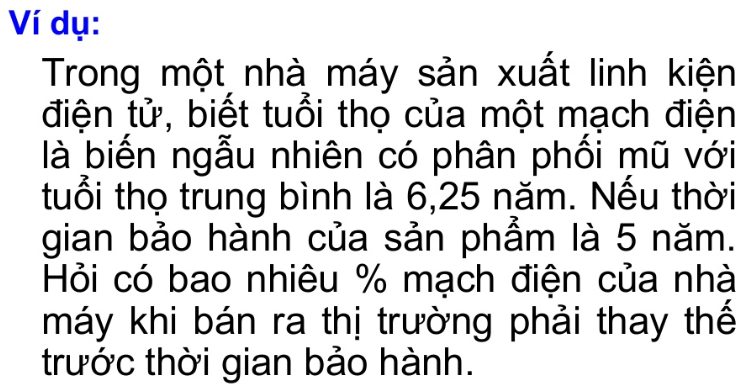 Ví dụ:
Trong một nhà máy sản xuất linh kiện
điện tử, biết tuổi thọ của một mạch điện
là biến ngẫu nhiên có phân phối mũ với
tuổi thọ trung bình là 6,25 năm. Nếu thời
gian bảo hành của sản phẩm là 5 năm.
Hỏi có bao nhiêu % mạch điện của nhà
máy khi bán ra thị trường phải thay thế
trước thời gian bảo hành.